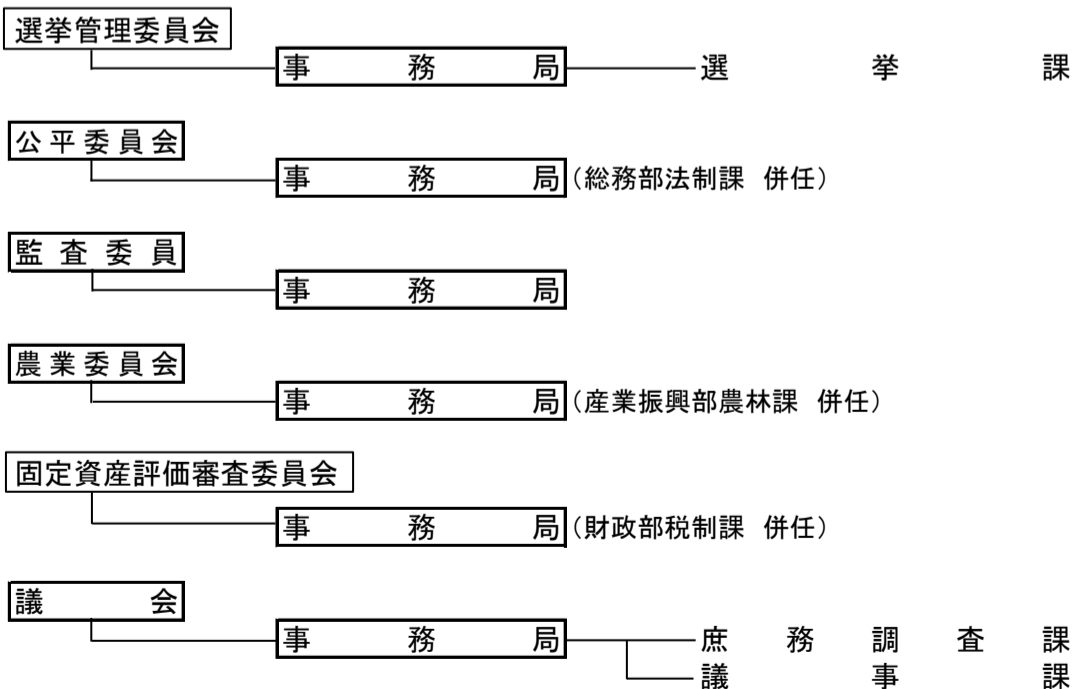 選挙管理委員会
事務局 選挙課
公平委員会
事務局 (総務部法制課 併任)
監査委員
事務局
農業委員会
事務局 (産業振興部農林課 併任)
固定資産評価審査委員会
事務局 (財政部税制課 併任)
議会
事務局 庶務調査課
議事課